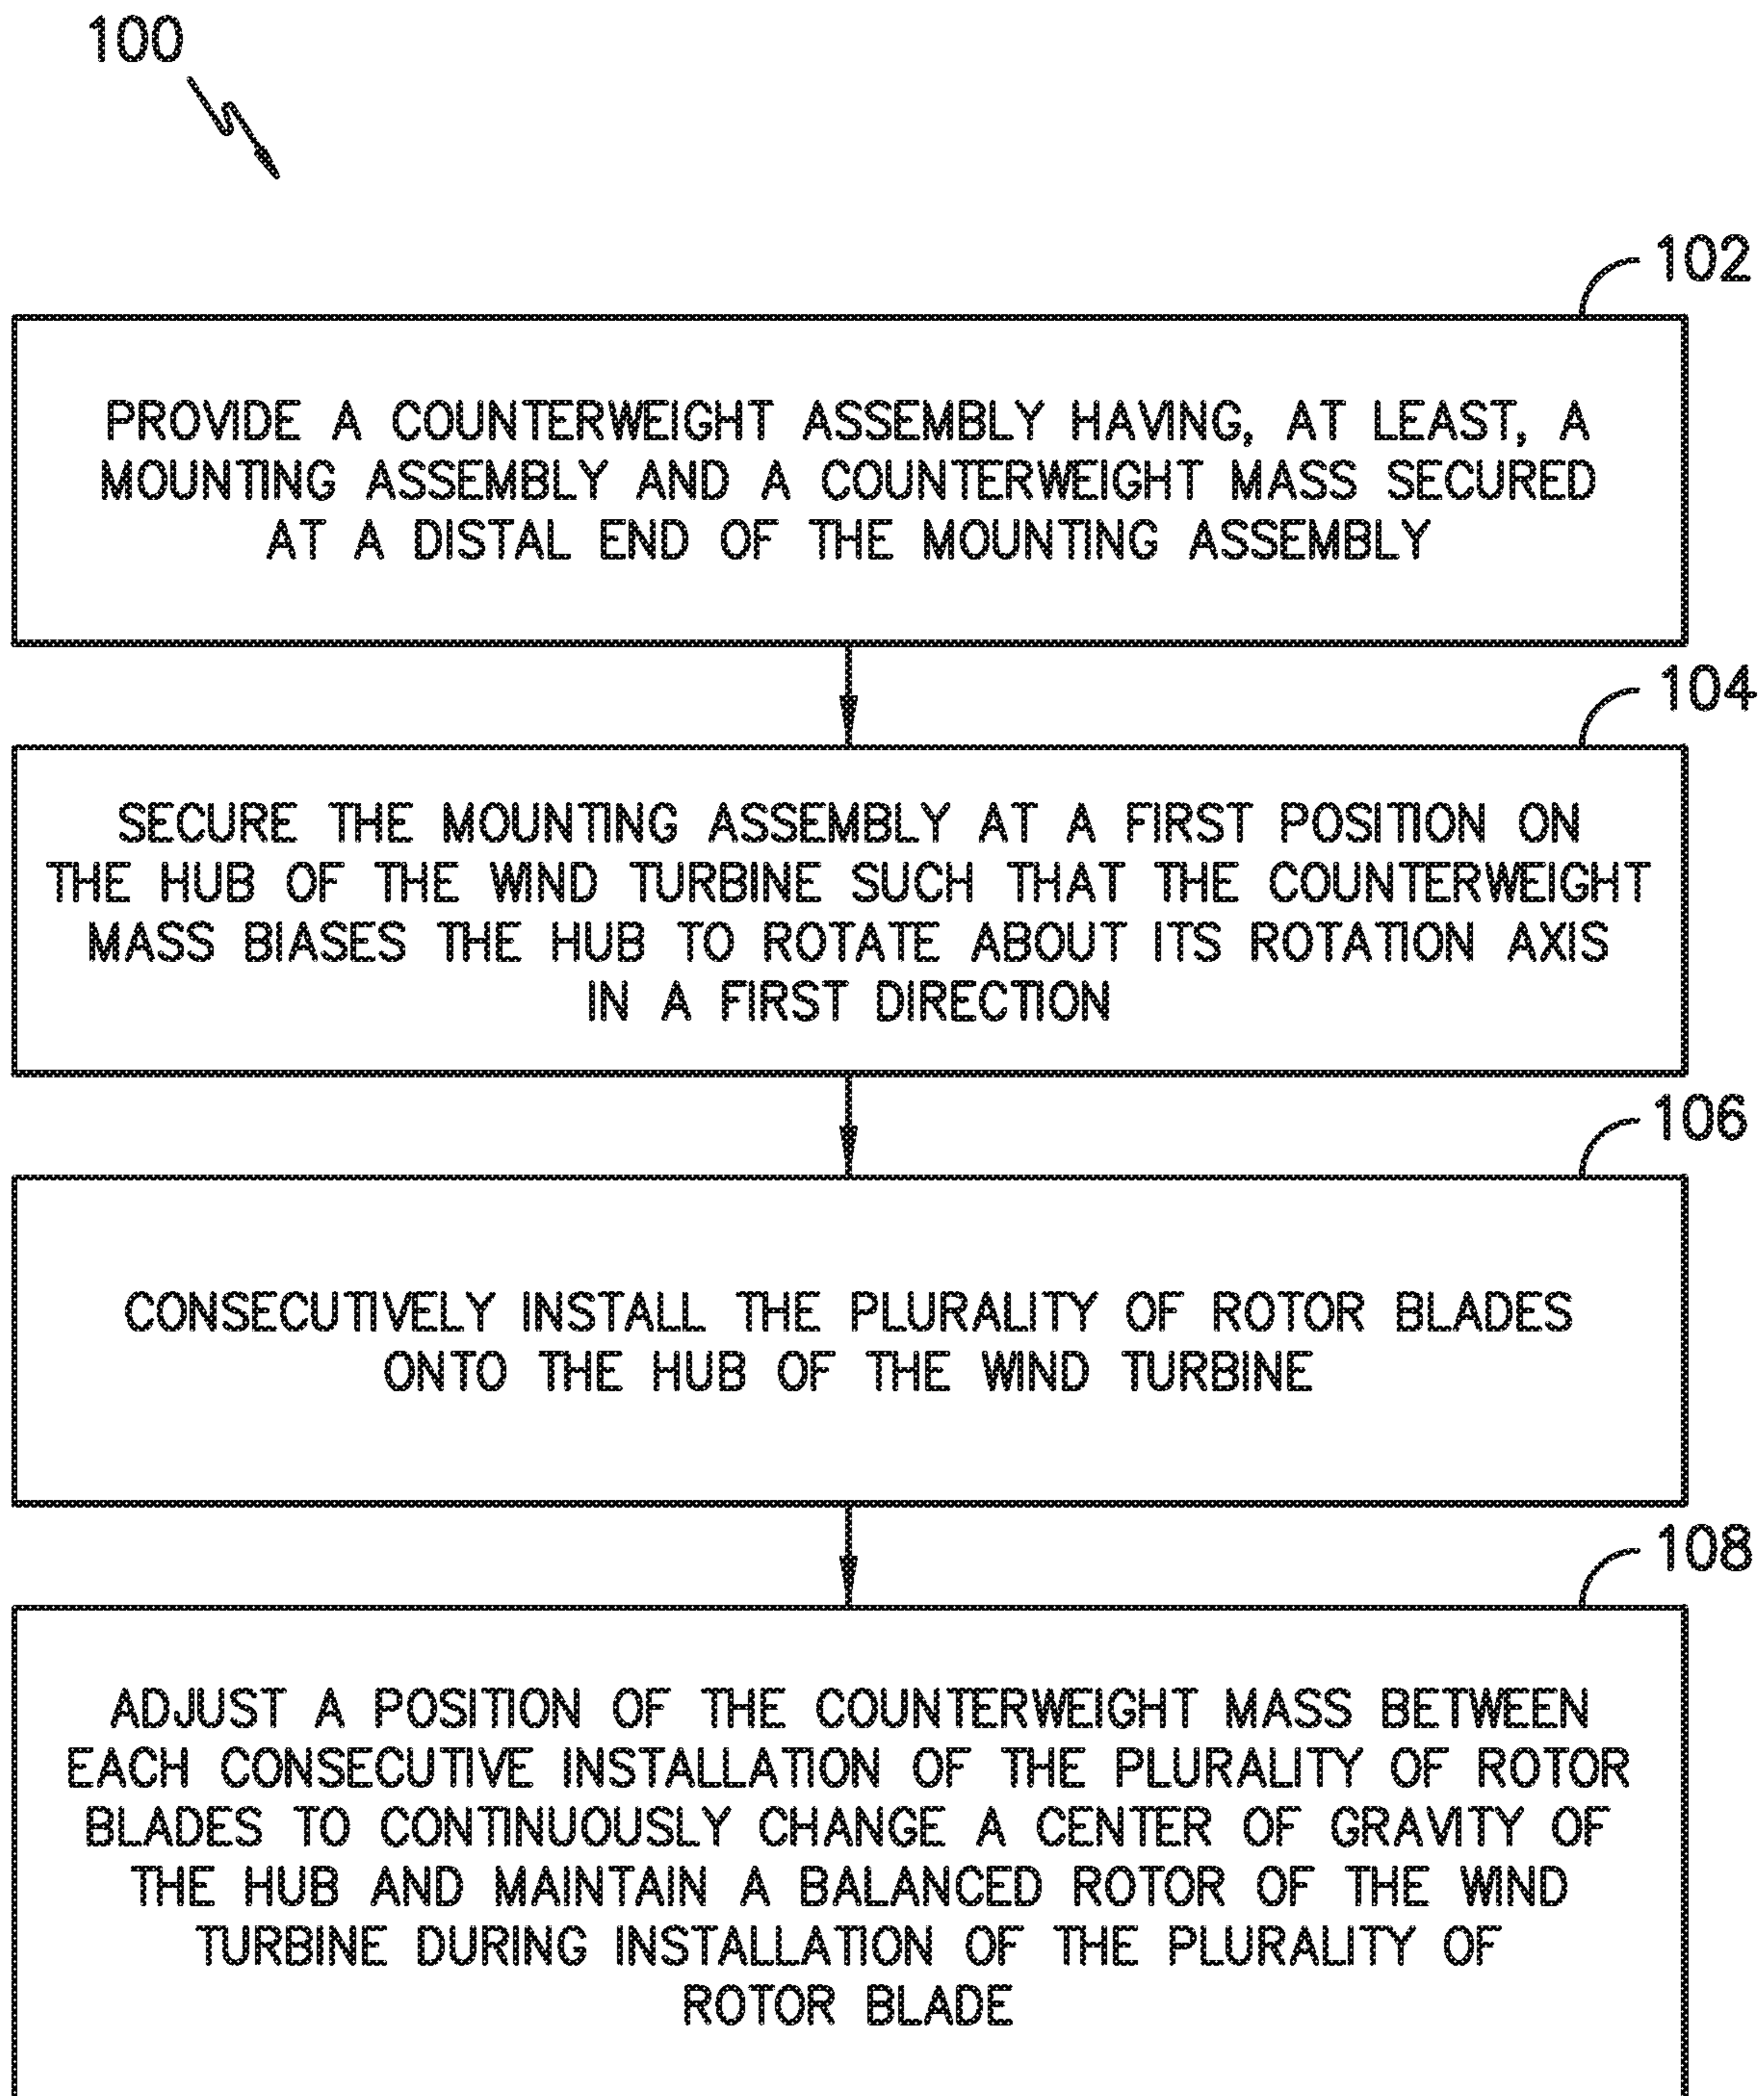 100
102
PROVIDE A COUNTERWEIGHT ASSEMBLY HAVING, AT LEAST, A
MOUNTING ASSEMBLY AND A COUNTERWEIGHT MASS SECURED
AT A DISTAL END OF THE MOUNTING ASSEMBLY
104
SECURE THE MOUNTING ASSEMBLY AT A FIRST POSITION ON
THE HUB OF THE WIND TURBINE SUCH THAT THE COUNTERWEIGHT
MASS BIASES THE HUB TO ROTATE ABOUT ITS ROTATION AXIS
IN A FIRST DIRECTION
106
CONSECUTIVELY INSTALL THE PLURALITY OF ROTOR BLADES
ONTO THE HUB OF THE WIND TURBINE
108
ADJUST A POSITION OF THE COUNTERWEIGHT MASS BETWEEN
EACH CONSECUTIVE INSTALLATION OF THE PLURALITY OF ROTOR
BLADES TO CONTINUOUSLY CHANGE A CENTER OF GRAVITY OF
THE HUB AND MAINTAIN A BALANCED ROTOR OF THE WIND
TURBINE DURING INSTALLATION OF THE PLURALITY OF
ROTOR BLADE